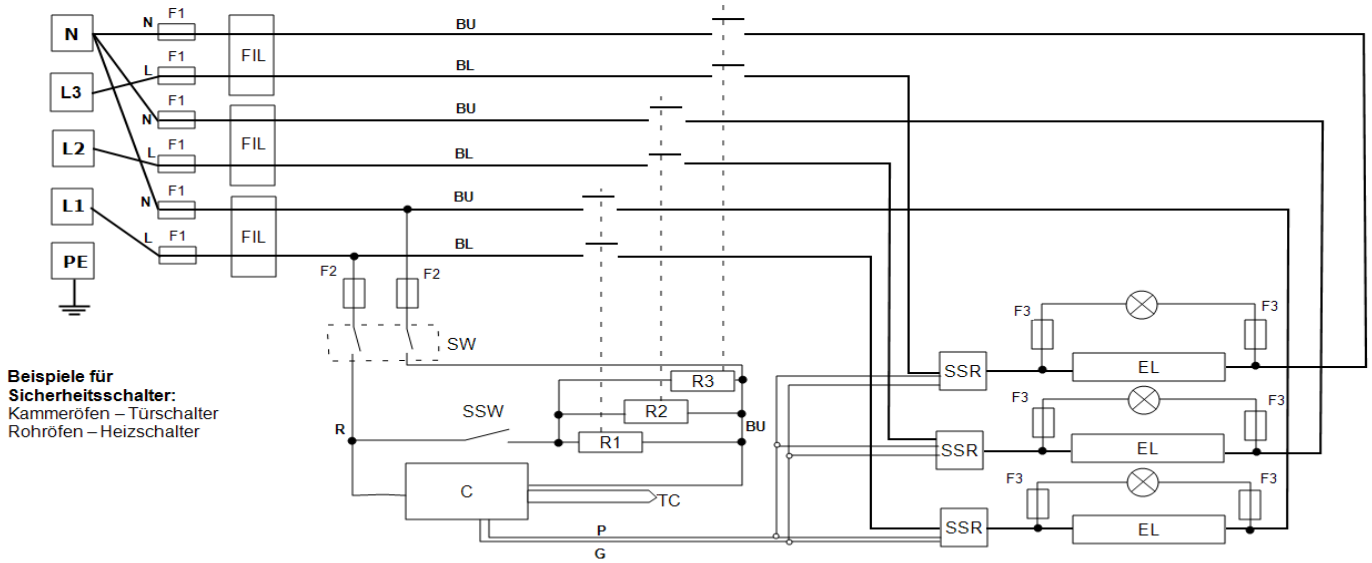 N
L3
L2
L1
PE
N F1
L F1
N F1
L F1
N F1
L F1
FIL
FIL
FIL
BU
BL
BU
BL
BU
BL
F2 F2
SW
Beispiele für
Sicherheitsschalter:
Kammeröfen – Türschalter
Rohröfen – Heizschalter
R
SSW
R3
R2
R1
BU
C
TC
P
G
SSR
F3 F3
EL
SSR
F3 F3
EL
SSR
F3 F3
EL